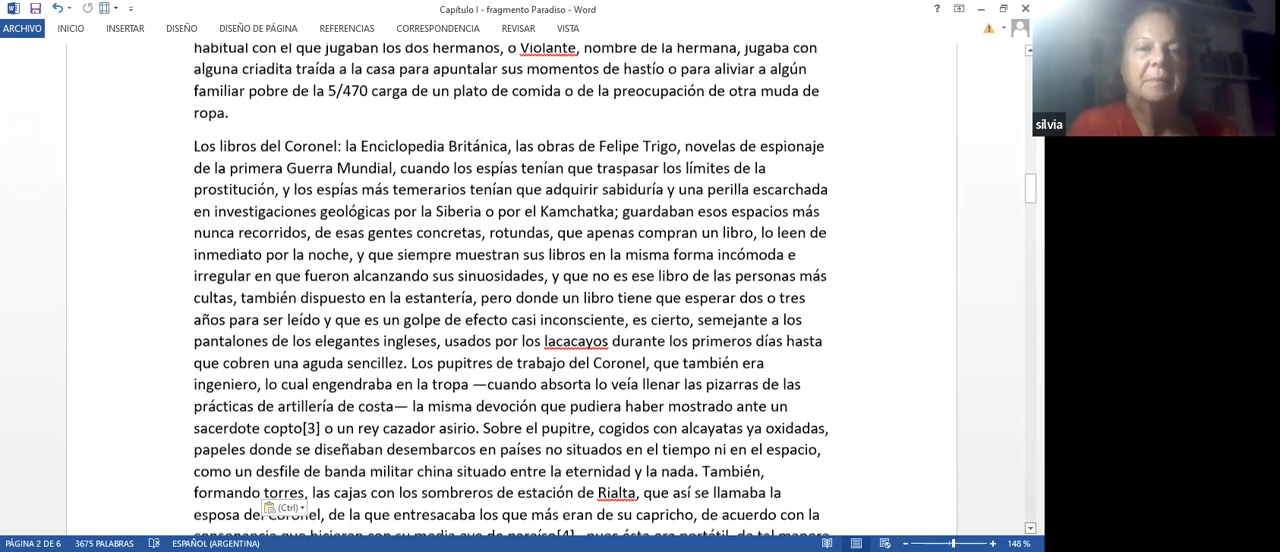 Capítulo I - fragmento Paradiso - Word
ARCHIVO INICIO INSERTAR DISEÑO DISEÑO DE PÁGINA REFERENCIAS CORRESPONDENCIA REVISAR VISTA
habitual con el que jugaban los dos hermanos, o Violante, nombre de la hermana, jugaba con
alguna criadita traída a la casa para apuntalar sus momentos de hastío o para aliviar a algún
familiar pobre de la 5/470 carga de un plato de comida o de la preocupación de otra muda de
ropa.
Los libros del Coronel: la Enciclopedia Británica, las obras de Felipe Trigo, novelas de espionaje
de la primera Guerra Mundial, cuando los espías tenían que traspasar los límites de la
prostitución, y los espías más temerarios tenían que adquirir sabiduría y una perilla escarchada
en investigaciones geológicas por la Siberia o por el Kamchatka; guardaban esos espacios más
nunca recorridos, de esas gentes concretas, rotundas, que apenas compran un libro, lo leen de
inmediato por la noche, y que siempre muestran sus libros en la misma forma incómoda e
irregular en que fueron alcanzando sus sinuosidades, y que no es ese libro de las personas más
cultas, también dispuesto en la estantería, pero donde un libro tiene que esperar dos o tres
años para ser leído y que es un golpe de efecto casi inconsciente, es cierto, semejante a los
pantalones de los elegantes ingleses, usados por los lacacayos durante los primeros días hasta
que cobren una aguda sencillez. Los pupitres de trabajo del Coronel, que también era
ingeniero, lo cual engendraba en la tropa —cuando absorta lo veía llenar las pizarras de las
prácticas de artillería de costa— la misma devoción que pudiera haber mostrado ante un
sacerdote copto[3] o un rey cazador asirio. Sobre el pupitre, cogidos con alcayatas ya oxidadas,
papeles donde se diseñaban desembarcos en países no situados en el tiempo ni en el espacio,
como un desfile de banda militar china situado entre la eternidad y la nada. También,
formando torres, las cajas con los sombreros de estación de Rialta, que así se llamaba la
esposa del Coronel, de la que entresacaba los que más eran de su capricho, de acuerdo con la
consonancia que hicieran con su media ave de paraíso[4], pues ésta era portátil, de tal manera
(Ctrl)
silvia
PÁGINA 2 DE 6 3675 PALABRAS ESPAÑOL (ARGENTINA) 148 %